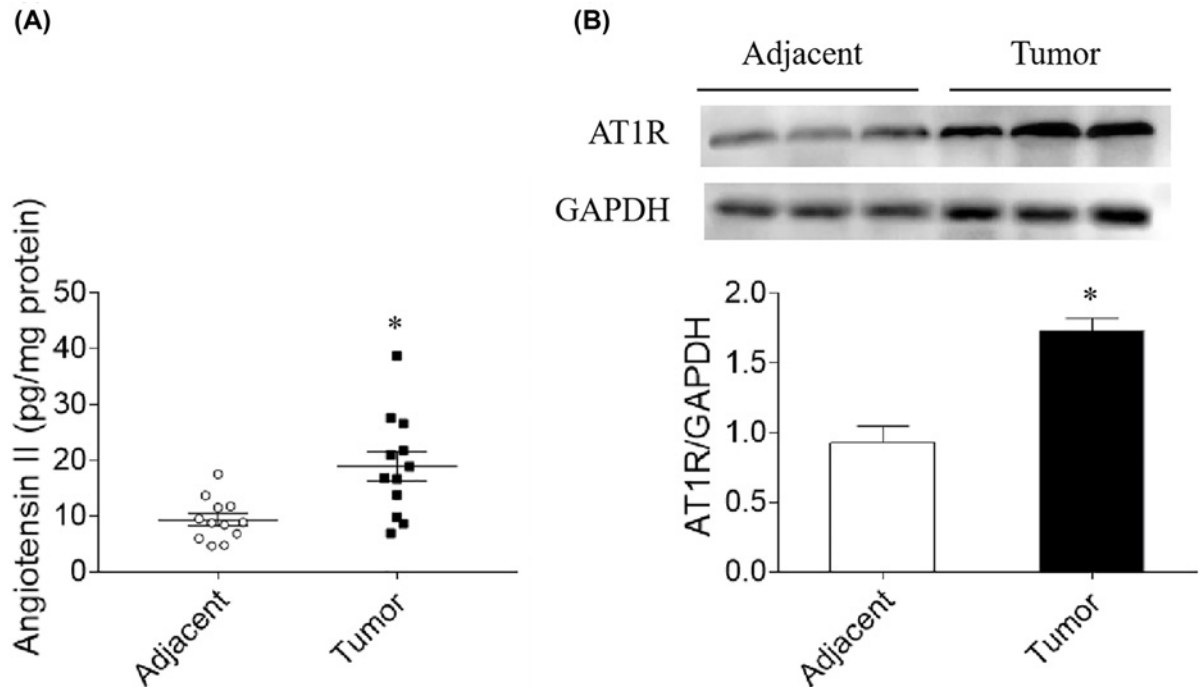 (A)
Angiotensin II (pg/mg protein)
50
40
30
20
10
0
*
Adjacent
Tumor
(B)
Adjacent Tumor
AT1R
GAPDH
AT1R/GAPDH
2.0
1.5
1.0
0.5
0.0
*
Adjacent
Tumor